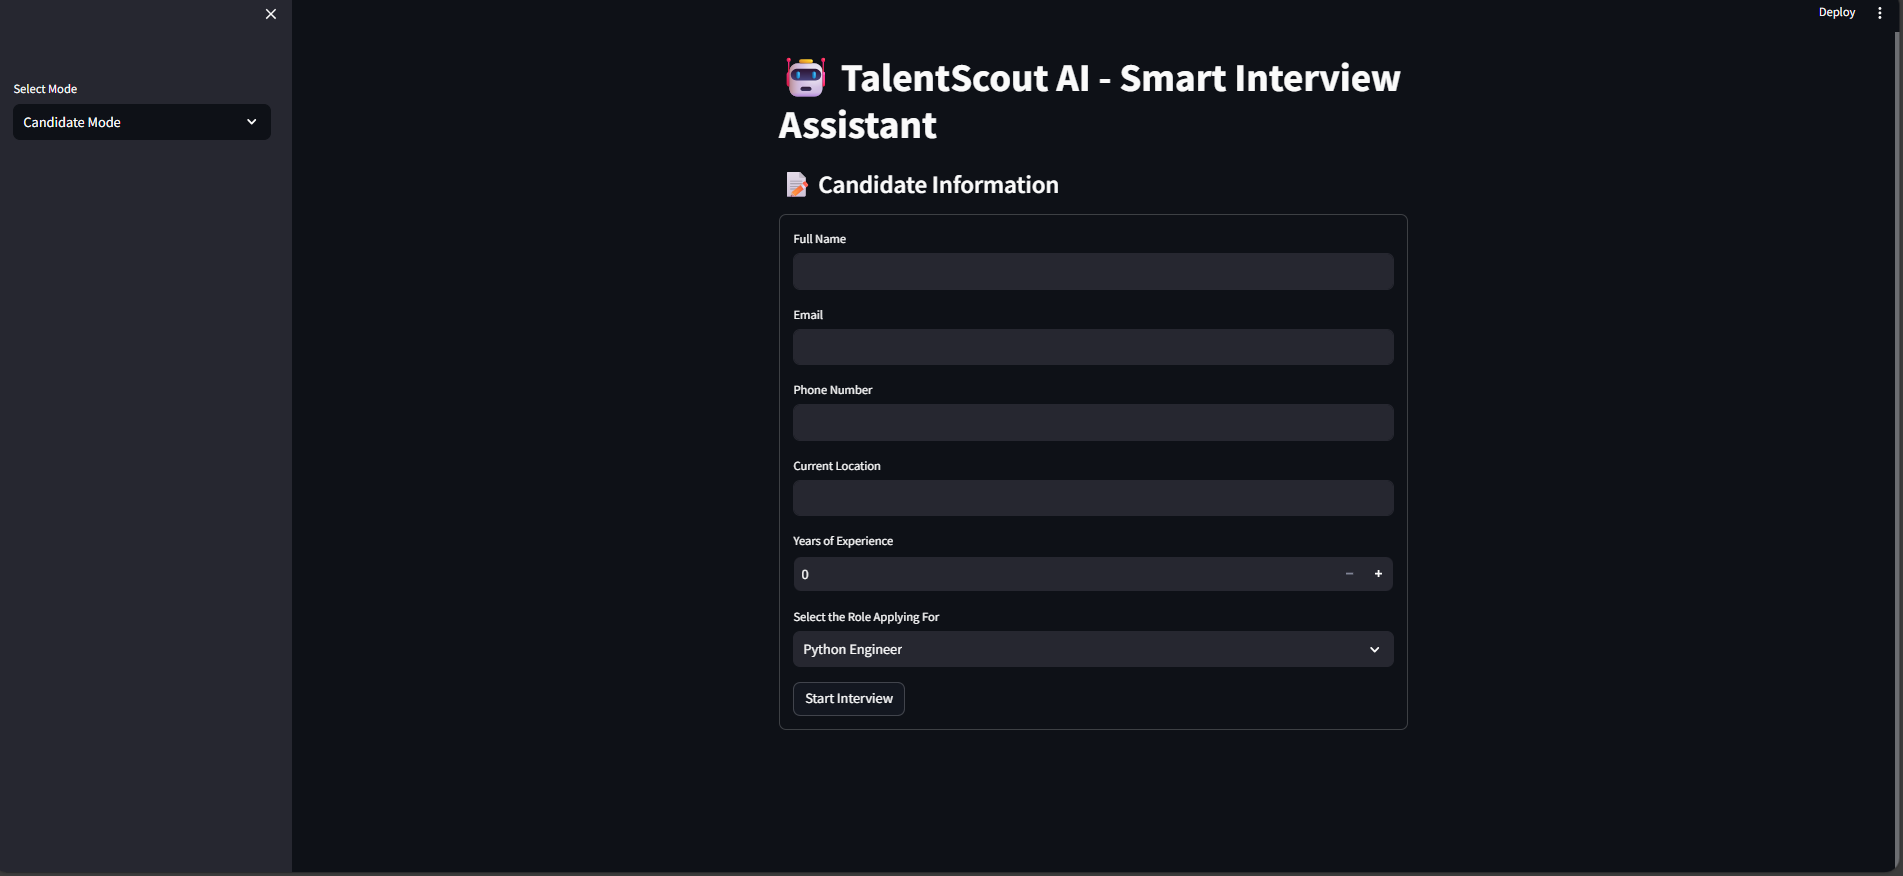 Deploy
Select Mode
Candidate Mode
TalentScout AI - Smart Interview
Assistant
Candidate Information
Full Name
Email
Phone Number
Current Location
Years of Experience
0
Select the Role Applying For
Python Engineer
Start Interview